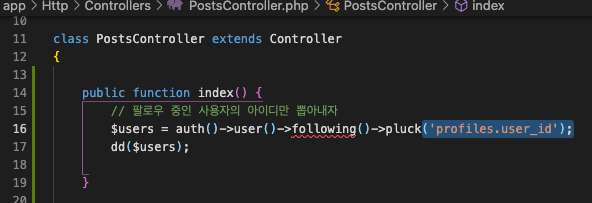 app > Http > Controllers > PostsController.php > PostsController > index
10
11 class PostsController extends Controller
12 {
13
14 public function index() {
15 // 팔로우 중인 사용자의 아이디만 뽑아내자
16 $users = auth()->user()->following()->pluck('profiles.user_id');
17 dd($users);
18
19 }
20